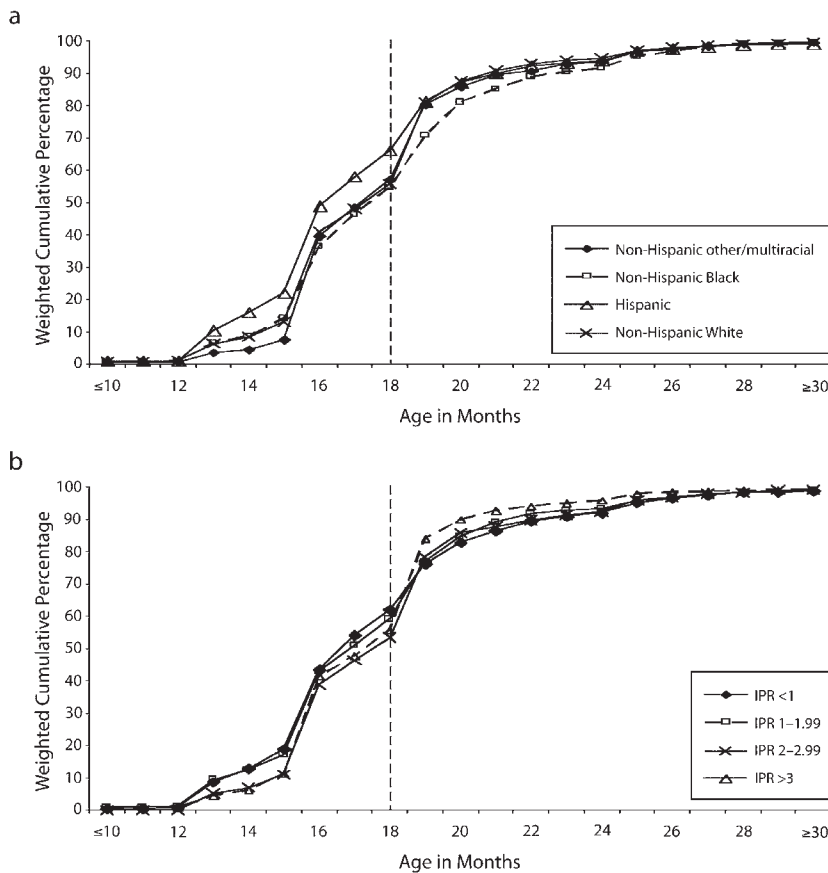 a
Weighted Cumulative Percentage
100
90
80
70
60
50
40
30
20
10
0
≤10 12 14 16 18 20 22 24 26 28 ≥30
Age in Months
Non-Hispanic other/multiracial
Non-Hispanic Black
Hispanic
Non-Hispanic White
b
Weighted Cumulative Percentage
100
90
80
70
60
50
40
30
20
10
0
≤10 12 14 16 18 20 22 24 26 28 ≥30
Age in Months
IPR <1
IPR 1–1.99
IPR 2–2.99
IPR >3